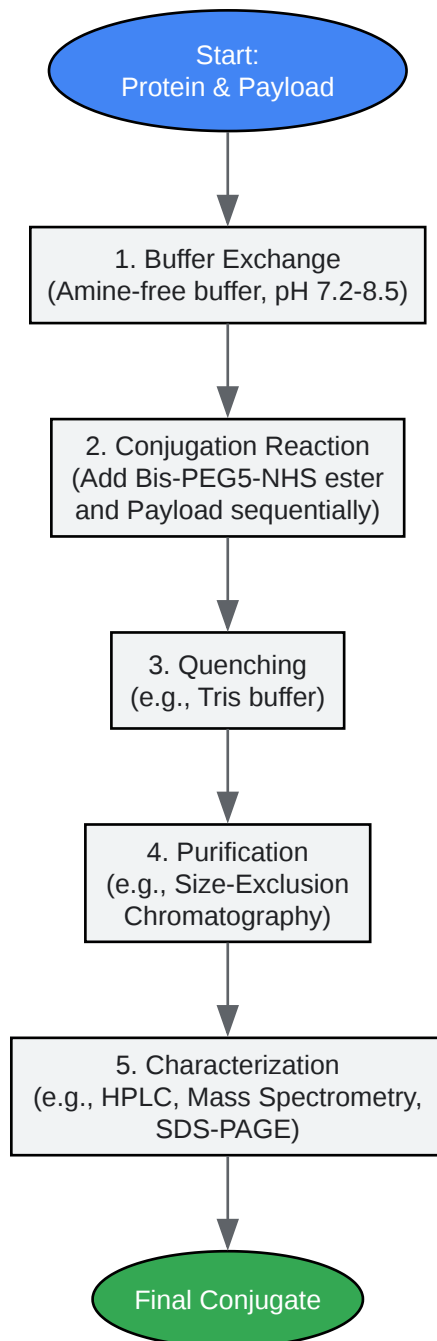 Start:
Protein & Payload
1. Buffer Exchange
(Amine-free buffer, pH 7.2-8.5)
2. Conjugation Reaction
(Add Bis-PEG5-NHS ester
and Payload sequentially)
3. Quenching
(e.g., Tris buffer)
4. Purification
(e.g., Size-Exclusion
Chromatography)
5. Characterization
(e.g., HPLC, Mass Spectrometry,
SDS-PAGE)
Final Conjugate